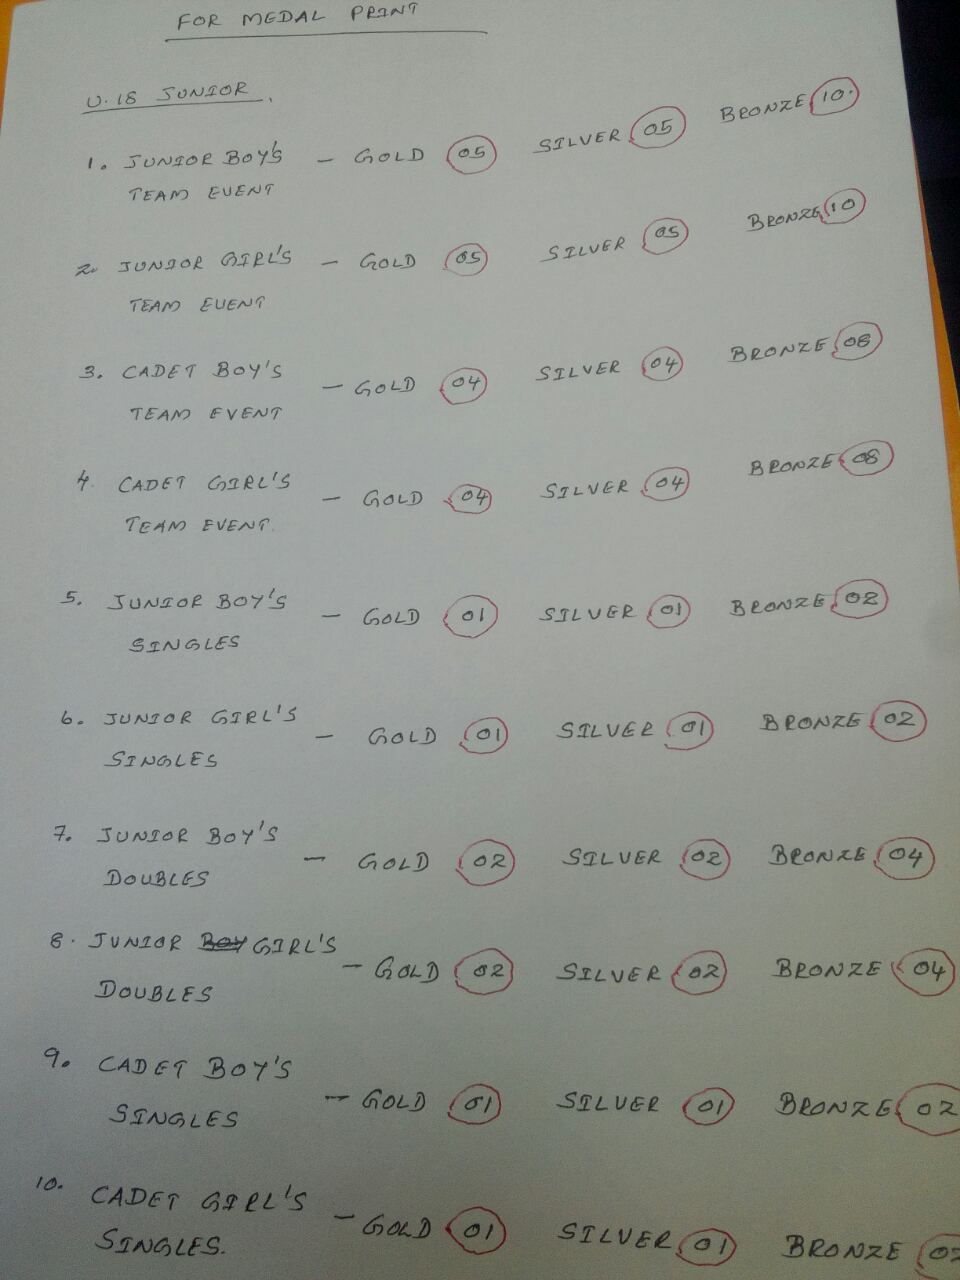 FOR MEDAL PRINT
U.18 JUNIOR.
1. JUNIOR BOY'S — GOLD 05 SILVER 05 BRONZE 10.
TEAM EVENT
2. JUNIOR GIRL'S — GOLD 05 SILVER 05 BRONZE 10
TEAM EVENT
3. CADET BOY'S — GOLD 04 SILVER 04 BRONZE 08
TEAM EVENT
4. CADET GIRL'S — GOLD 04 SILVER 04 BRONZE 08
TEAM EVENT.
5. JUNIOR BOY'S — GOLD 01 SILVER 01 BRONZE 02
SINGLES
6. JUNIOR GIRL'S — GOLD 01 SILVER 01 BRONZE 02
SINGLES
7. JUNIOR BOY'S — GOLD 02 SILVER 02 BRONZE 04
DOUBLES
8. JUNIOR BOY GIRL'S — GOLD 02 SILVER 02 BRONZE 04
DOUBLES
9. CADET BOY'S — GOLD 01 SILVER 01 BRONZE 02
SINGLES
10. CADET GIRL'S — GOLD 01 SILVER 01 BRONZE
SINGLES.